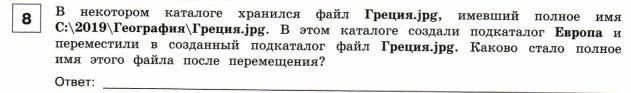 8
В некотором каталоге хранился файл Греция.jpg, имевший полное имя
C:\2019\География\Греция.jpg. В этом каталоге создали подкаталог Европа и
переместили в созданный подкаталог файл Греция.jpg. Каково стало полное
имя этого файла после перемещения?
Ответ: